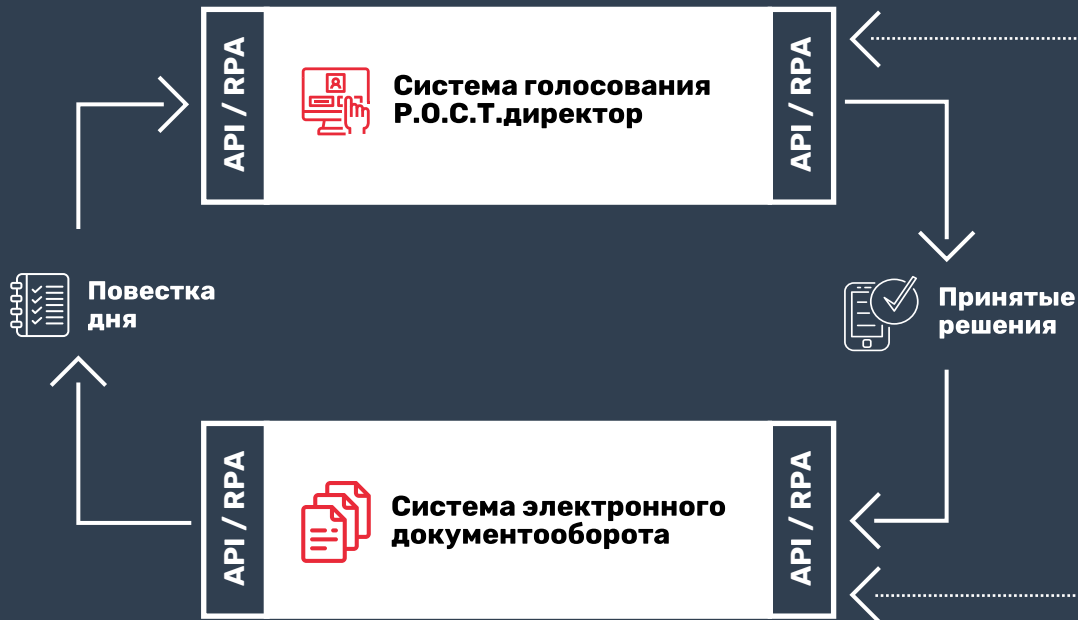 API / RPA
Система голосования
Р.О.С.Т.директор
API / RPA
Повестка
дня
Принятые
решения
API / RPA
Система электронного
документооборота
API / RPA